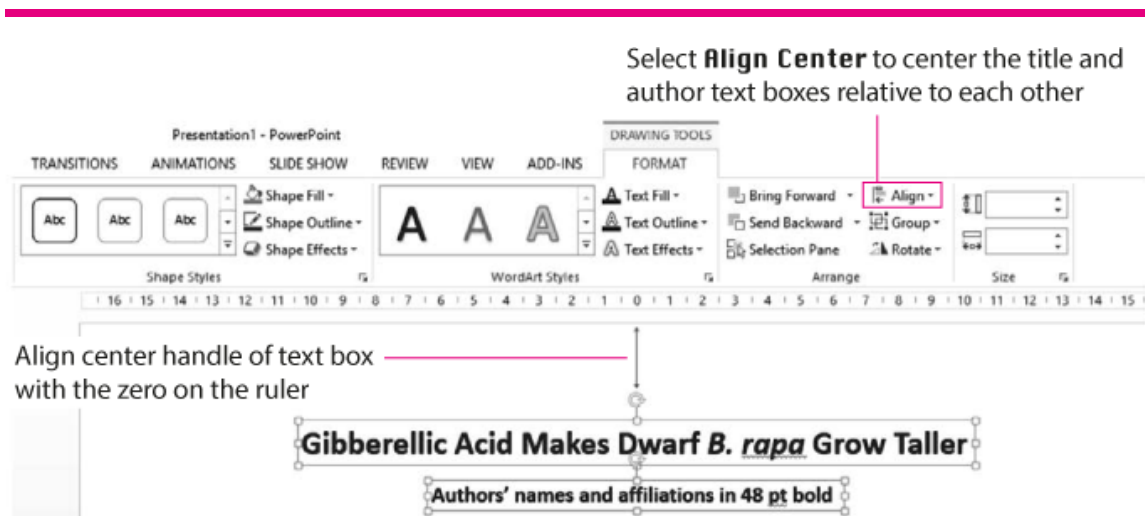 Select Align Center to center the title and
author text boxes relative to each other
Presentation1 - PowerPoint
DRAWING TOOLS
TRANSITIONS ANIMATIONS SLIDE SHOW REVIEW VIEW ADD-INS FORMAT
Abc Abc Abc
Shape Fill
Shape Outline
Shape Effects
Shape Styles
A A A
WordArt Styles
A Text Fill
A Text Outline
A Text Effects
Bring Forward
Send Backward
Selection Pane
Align
Group
Rotate
Arrange
Size
16 15 14 13 12 11 10 9 8 7 6 5 4 3 2 1 0 1 2 3 4 5 6 7 8 9 10 11 12 13 14 15
Align center handle of text box
with the zero on the ruler
Gibberellic Acid Makes Dwarf B. rapa Grow Taller
Authors' names and affiliations in 48 pt bold